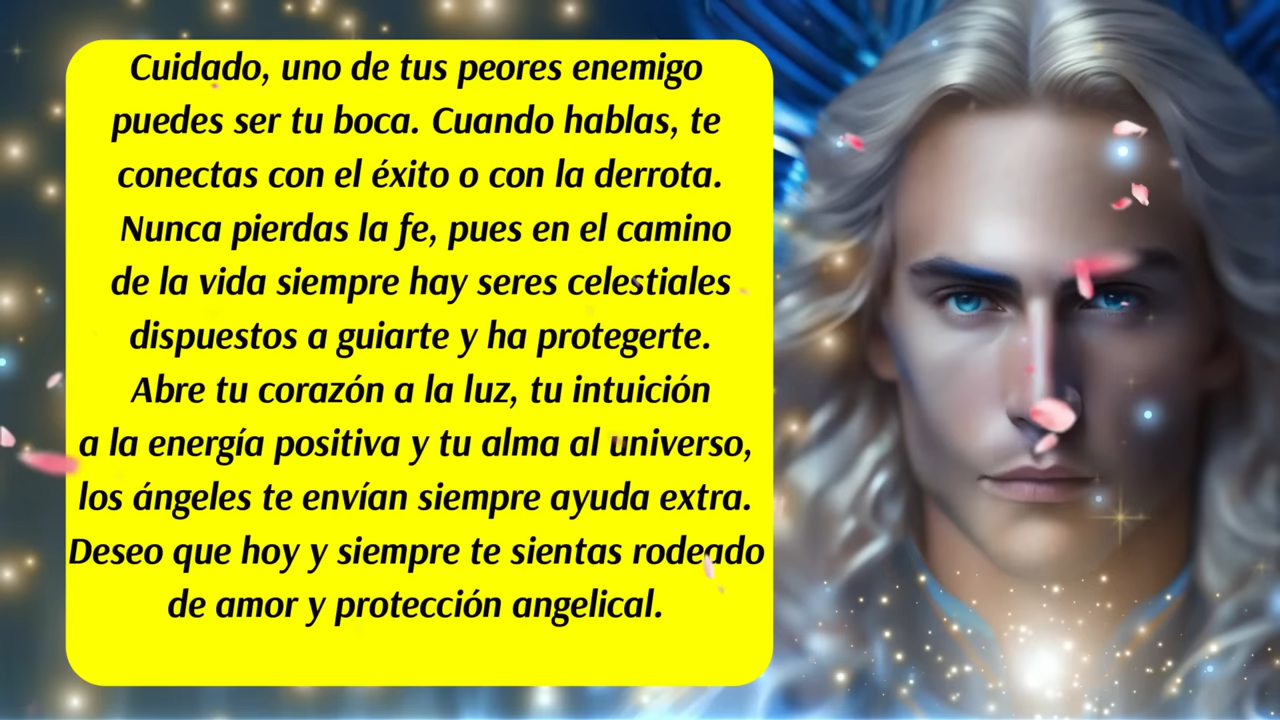 Cuidado, uno de tus peores enemigo
puedes ser tu boca. Cuando hablas, te
conectas con el éxito o con la derrota.
Nunca pierdas la fe, pues en el camino
de la vida siempre hay seres celestiales
dispuestos a guiarte y ha protegerte.
Abre tu corazón a la luz, tu intuición
a la energía positiva y tu alma al universo,
los ángeles te envían siempre ayuda extra.
Deseo que hoy y siempre te sientas rodeado
de amor y protección angelical.